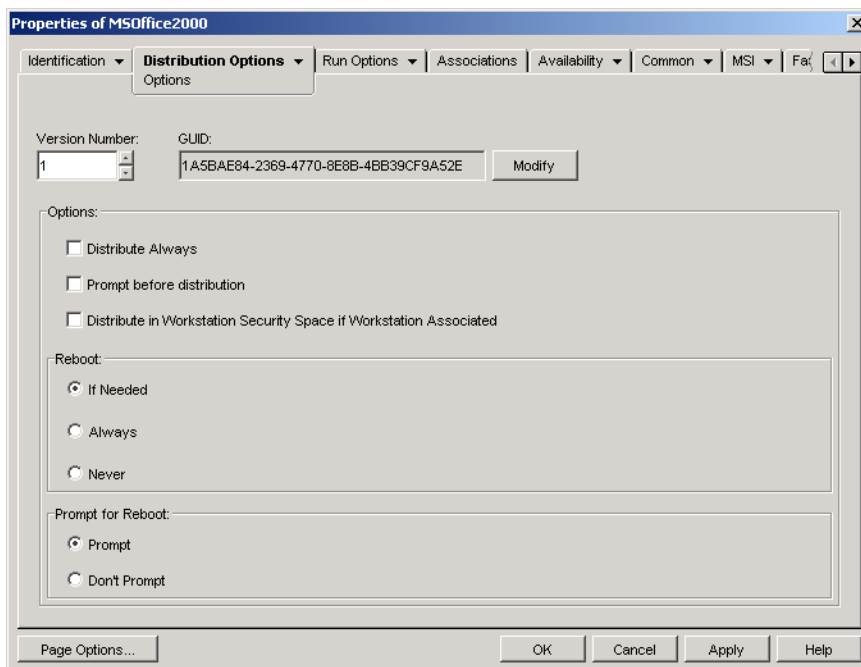 Properties of MSOffice2000
Identification Distribution Options Run Options Associations Availability Common MSI
Options
Version Number: GUID:
1 1A5BAE84-2369-4770-8E8B-4BB39CF9A52E Modify
Options:
Distribute Always
Prompt before distribution
Distribute in Workstation Security Space if Workstation Associated
Reboot:
If Needed
Always
Never
Prompt for Reboot:
Prompt
Don't Prompt
Page Options... OK Cancel Apply Help